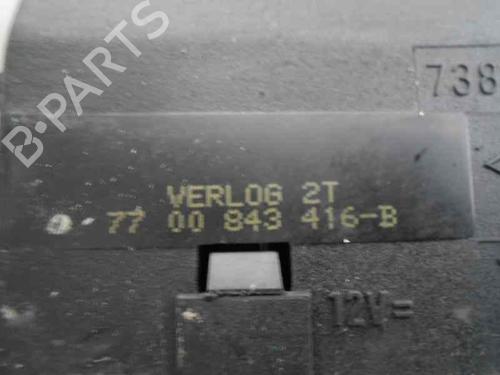 B-PARTS
738
VERLOG 2T
77 00 843 416-B
12V=